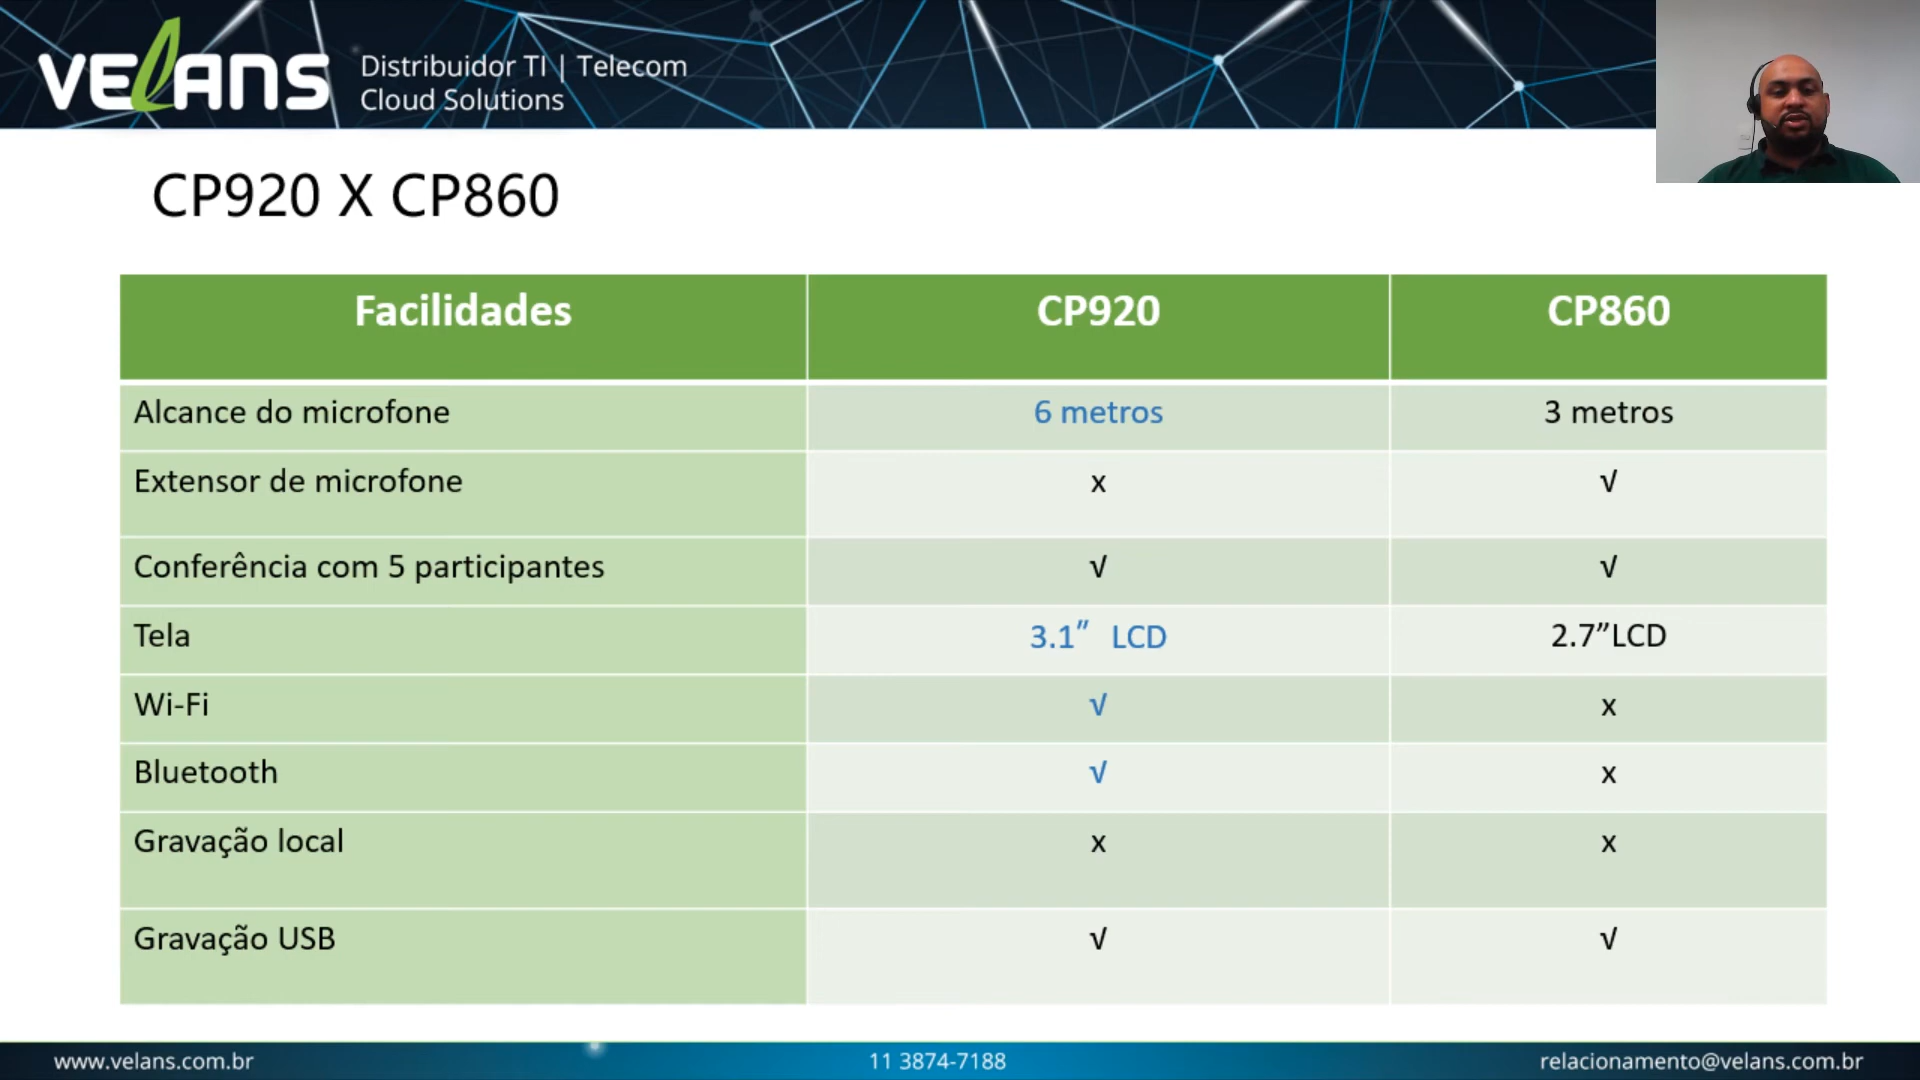 VELANS
Distribuidor TI | Telecom
Cloud Solutions
CP920 X CP860
Facilidades CP920 CP860
Alcance do microfone 6 metros 3 metros
Extensor de microfone x √
Conferência com 5 participantes √ √
Tela 3.1” LCD 2.7”LCD
Wi-Fi √ x
Bluetooth √ x
Gravação local x x
Gravação USB √ √
www.velans.com.br 11 3874-7188 relacionamento@velans.com.br